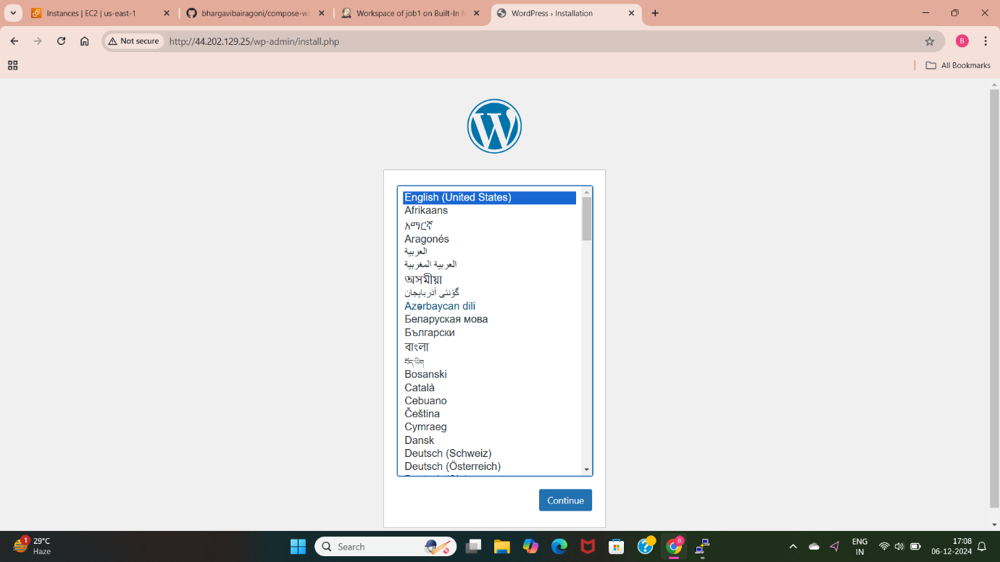 Instances | EC2 | us-east-1
bhargavibairagoni/compose-wo
Workspace of job1 on Built-In N
WordPress › Installation
Not secure
http://44.202.129.25/wp-admin/install.php
B
All Bookmarks
English (United States)
Afrikaans
አማርኛ
Aragonés
العربية
العربية المغربية
অসমীয়া
گؤنئی آذربایجان
Azərbaycan dili
Беларуская мова
Български
বাংলা
བོད་ཡིག
Bosanski
Català
Cebuano
Čeština
Cymraeg
Dansk
Deutsch (Schweiz)
Deutsch (Österreich)
Continue
1
29°C
Haze
Search
B
ENG
IN
17:08
06-12-2024